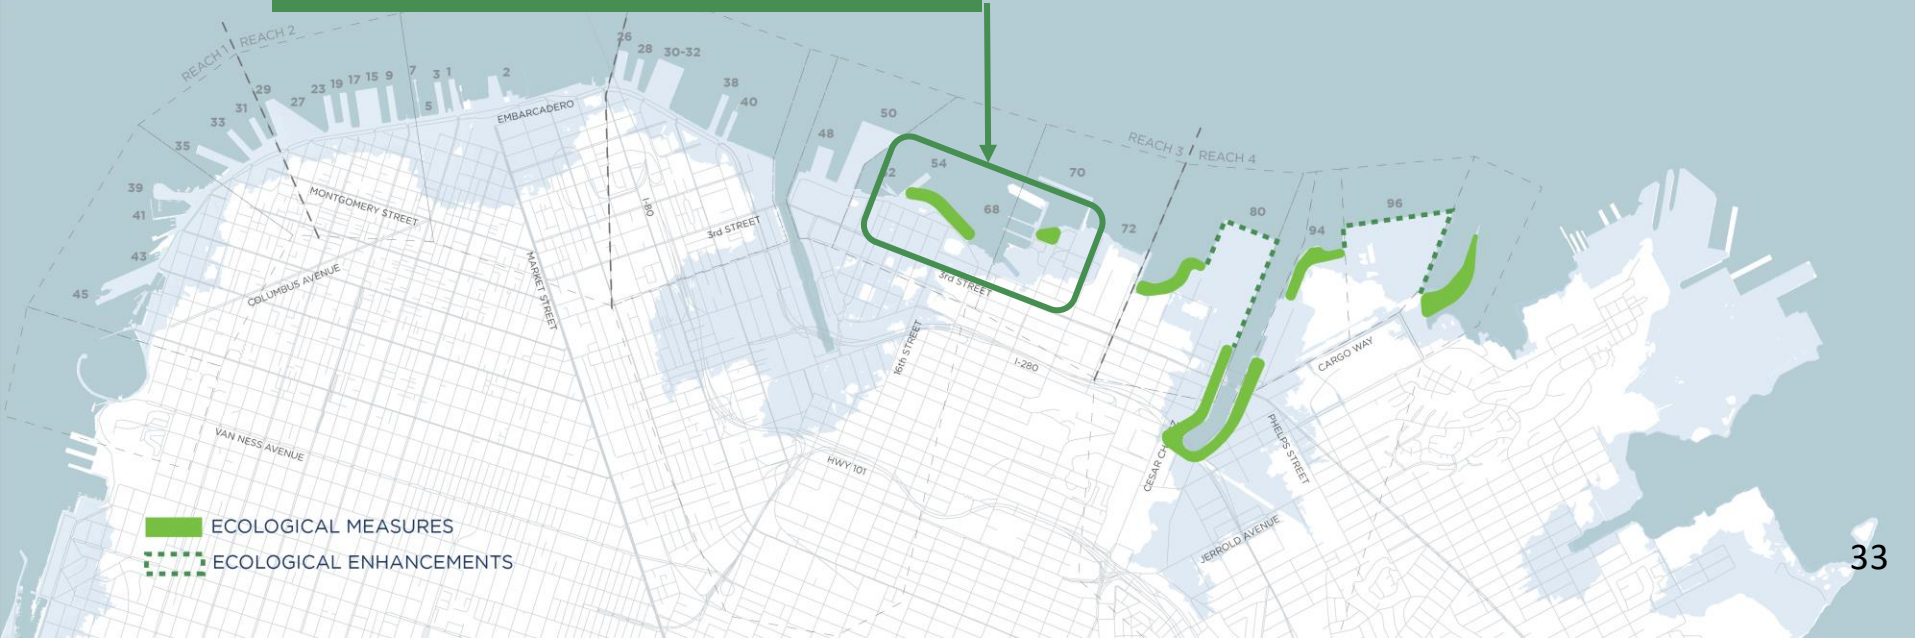 REACH 1
REACH 2
26
28
30-32
29
27
23
19
17
15
9
7
5
3
1
2
31
33
35
39
41
43
45
38
40
48
50
54
68
70
72
80
94
96
EMBARCADERO
MONTGOMERY STREET
COLUMBUS AVENUE
VAN NESS AVENUE
MARKET STREET
I-80
3rd STREET
3rd STREET
16th STREET
I-280
HWY 101
REACH 3
REACH 4
CARGO WAY
CESAR
PHELPS STREET
JERROLD AVENUE
ECOLOGICAL MEASURES
ECOLOGICAL ENHANCEMENTS
33